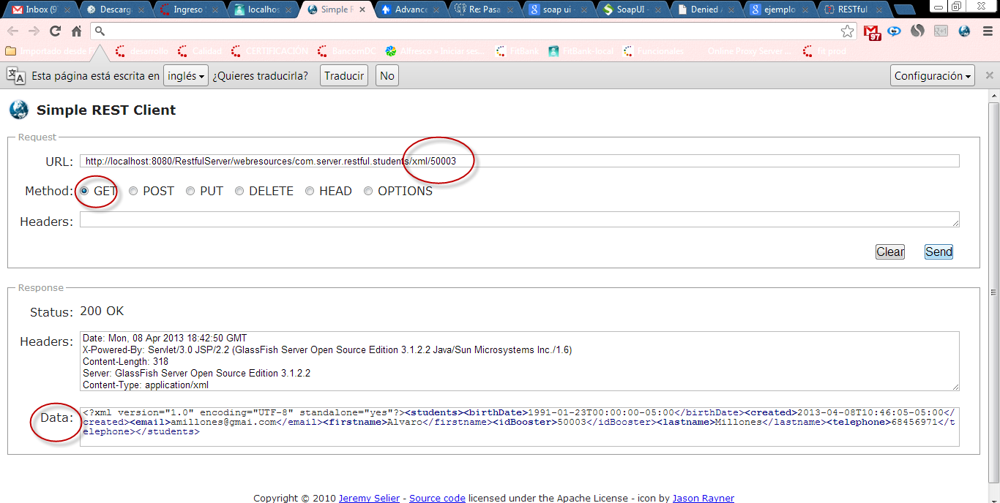 Inbox (9 Descarg Ingreso localhos Simple R Advance Re: Pasa soap ui - SoapUI - Denied ejemplo RESTful
97
Importado desde F desarrollo Calidad CERTIFICACIÓN BancomDC Alfresco » Iniciar ses... FitBank FitBank-local Funcionales Online Proxy Server... fit prod
Esta página está escrita en inglés ¿Quieres traducirla? Traducir No Configuración
Simple REST Client
Request
URL: http://localhost:8080/RestfulServer/webresources/com.server.restful.students/xml/50003
Method: GET POST PUT DELETE HEAD OPTIONS
Headers:
Clear Send
Response
Status: 200 OK
Headers: Date: Mon, 08 Apr 2013 18:42:50 GMT
X-Powered-By: Servlet/3.0 JSP/2.2 (GlassFish Server Open Source Edition 3.1.2.2 Java/Sun Microsystems Inc./1.6)
Content-Length: 318
Server: GlassFish Server Open Source Edition 3.1.2.2
Content-Type: application/xml
Data: <?xml version="1.0" encoding="UTF-8" standalone="yes"?><students><birthDate>1991-01-23T00:00:00-05:00</birthDate><created>2013-04-08T10:46:05-05:00</
created><email>amillones@gmai.com</email><firstname>Alvaro</firstname><idBooster>50003</idBooster><lastname>Millones</lastname><telephone>68456971</t
elephone></students>
Copyright © 2010 Jeremy Selier - Source code licensed under the Apache License - icon by Jason Rayner